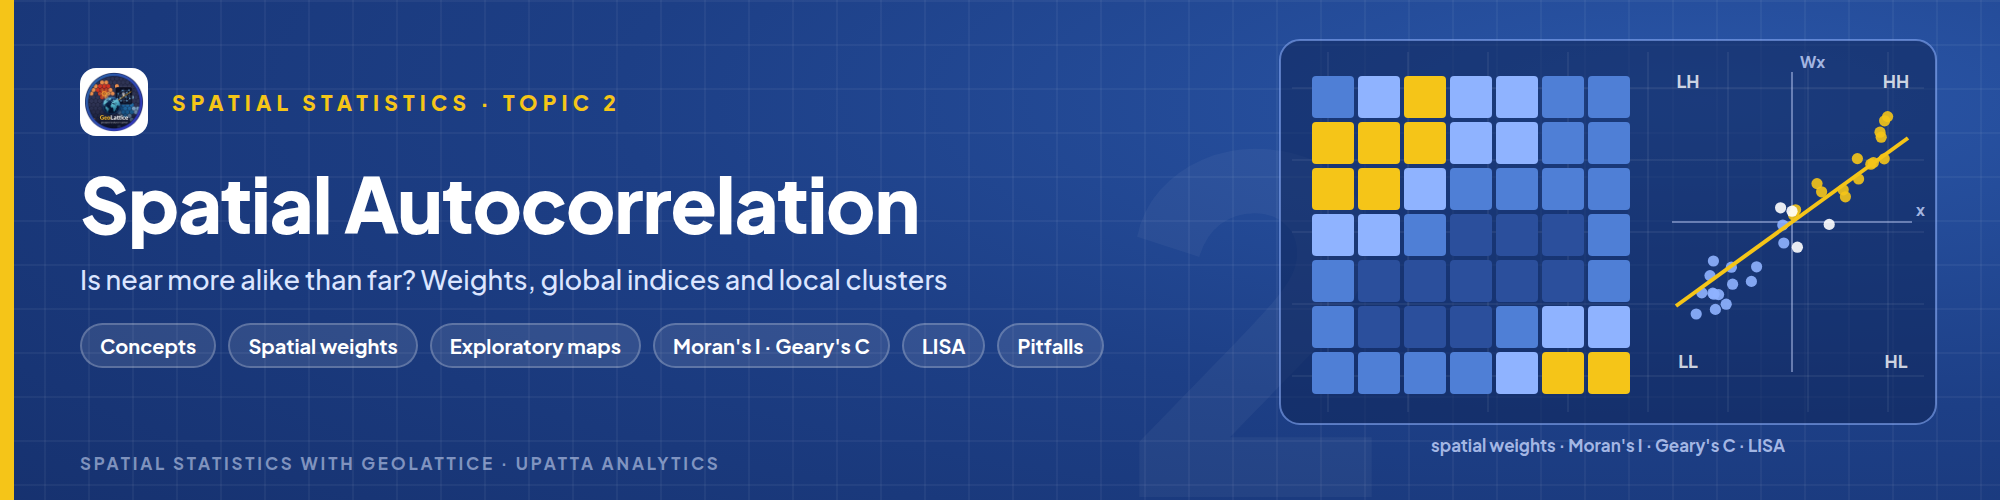 GeoLattice
SPATIAL STATISTICS · TOPIC 2
Spatial Autocorrelation
Is near more alike than far? Weights, global indices and local clusters
Concepts
Spatial weights
Exploratory maps
Moran's I · Geary's C
LISA
Pitfalls
SPATIAL STATISTICS WITH GEOLATTICE · UPATTA ANALYTICS
2
Wx
LH
HH
x
LL
HL
spatial weights · Moran's I · Geary's C · LISA